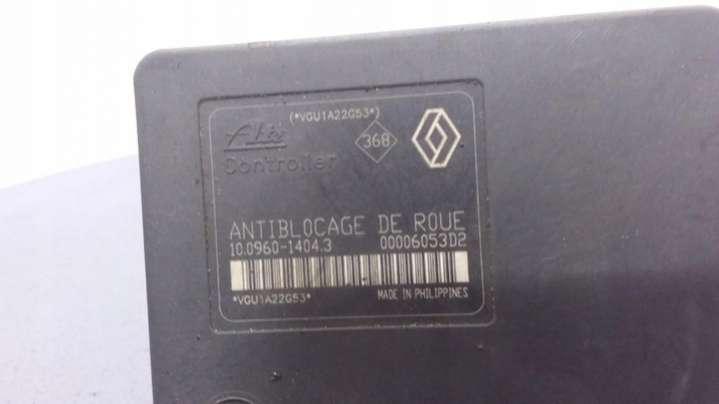 (*VGU1A22G53*)
Ate
368
Controller
ANTIBLOCAGE DE ROUE
10.0960-1404.3 00006053D2
*VGU1A22G53* MADE IN PHILIPPINES